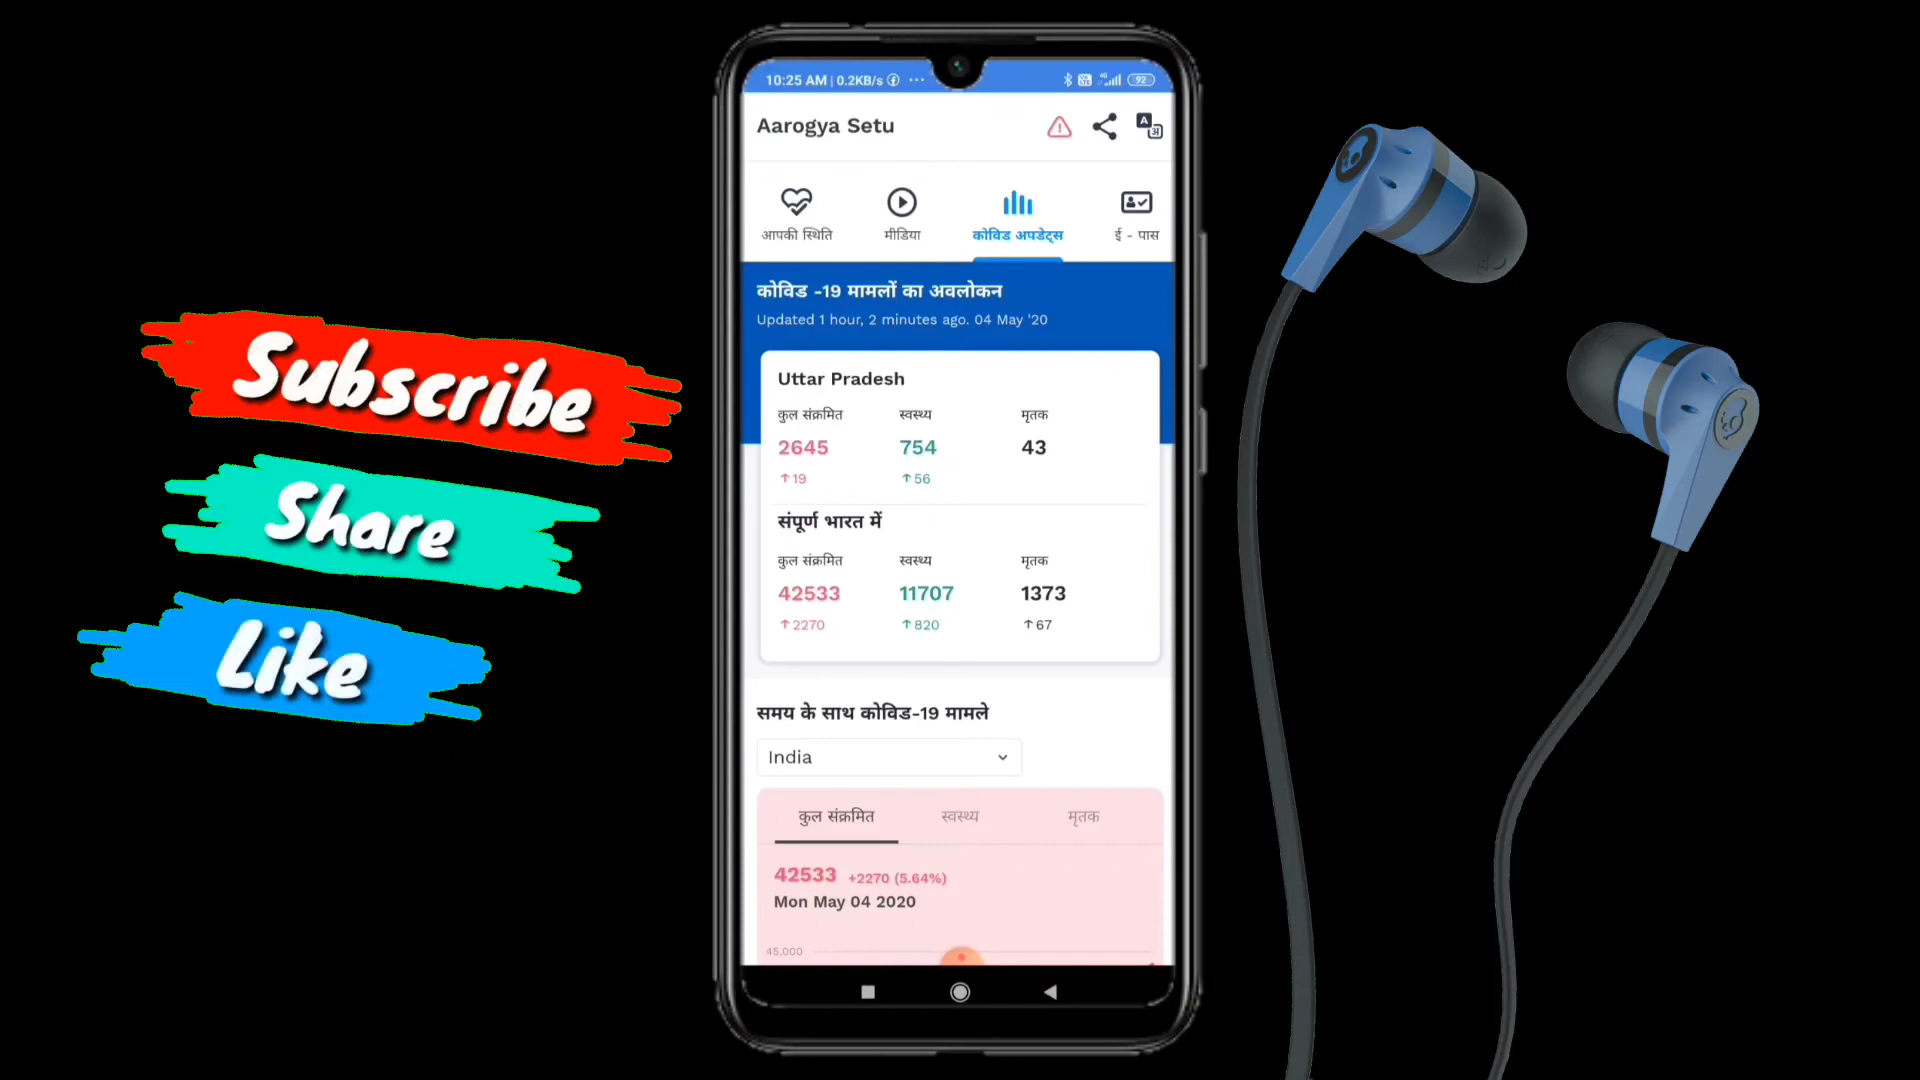 Subscribe
Share
Like
10:25 AM | 0.2KB/s ...
4G
92
Aarogya Setu
आपकी स्थिति
मीडिया
कोविड अपडेट्स
ई - पास
कोविड -19 मामलों का अवलोकन
Updated 1 hour, 2 minutes ago. 04 May '20
Uttar Pradesh
कुल संक्रमित स्वस्थ्य मृतक
2645 754 43
↑19 ↑56
संपूर्ण भारत में
कुल संक्रमित स्वस्थ्य मृतक
42533 11707 1373
↑2270 ↑820 ↑67
समय के साथ कोविड-19 मामले
India
कुल संक्रमित स्वस्थ्य मृतक
42533 +2270 (5.64%)
Mon May 04 2020
45,000